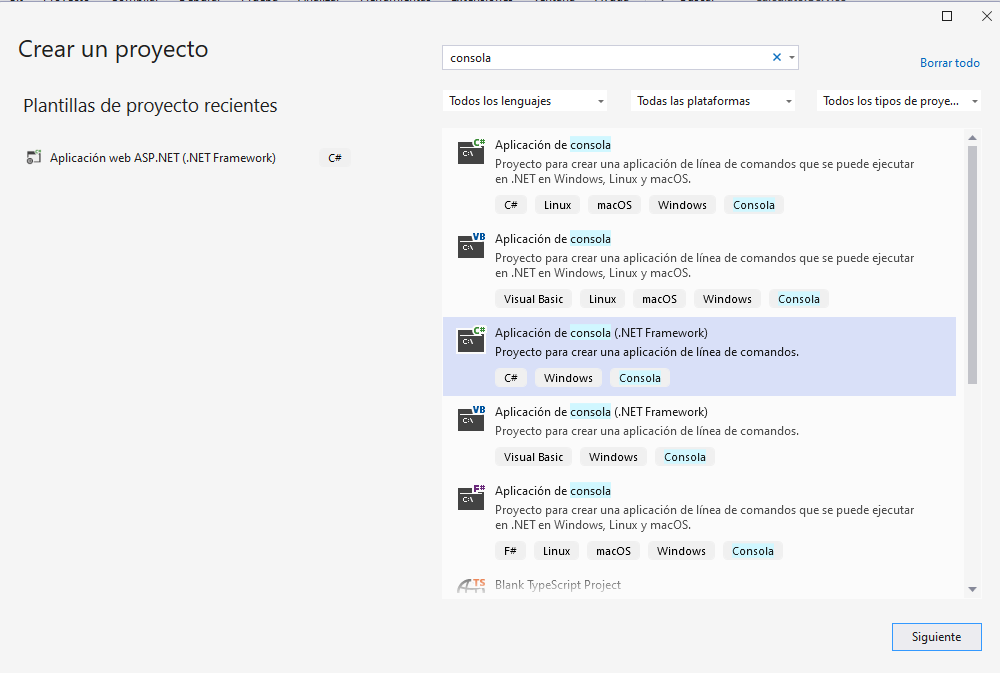 Crear un proyecto
Plantillas de proyecto recientes
Aplicación web ASP.NET (.NET Framework) C#
consola
Borrar todo
Todos los lenguajes Todas las plataformas Todos los tipos de proye...
C#
C:\
Aplicación de consola
Proyecto para crear una aplicación de línea de comandos que se puede ejecutar
en .NET en Windows, Linux y macOS.
C# Linux macOS Windows Consola
VB
C:\
Aplicación de consola
Proyecto para crear una aplicación de línea de comandos que se puede ejecutar
en .NET en Windows, Linux y macOS.
Visual Basic Linux macOS Windows Consola
C#
C:\
Aplicación de consola (.NET Framework)
Proyecto para crear una aplicación de línea de comandos.
C# Windows Consola
VB
C:\
Aplicación de consola (.NET Framework)
Proyecto para crear una aplicación de línea de comandos.
Visual Basic Windows Consola
F#
C:\
Aplicación de consola
Proyecto para crear una aplicación de línea de comandos que se puede ejecutar
en .NET en Windows, Linux y macOS.
F# Linux macOS Windows Consola
TS
Blank TypeScript Project
Siguiente